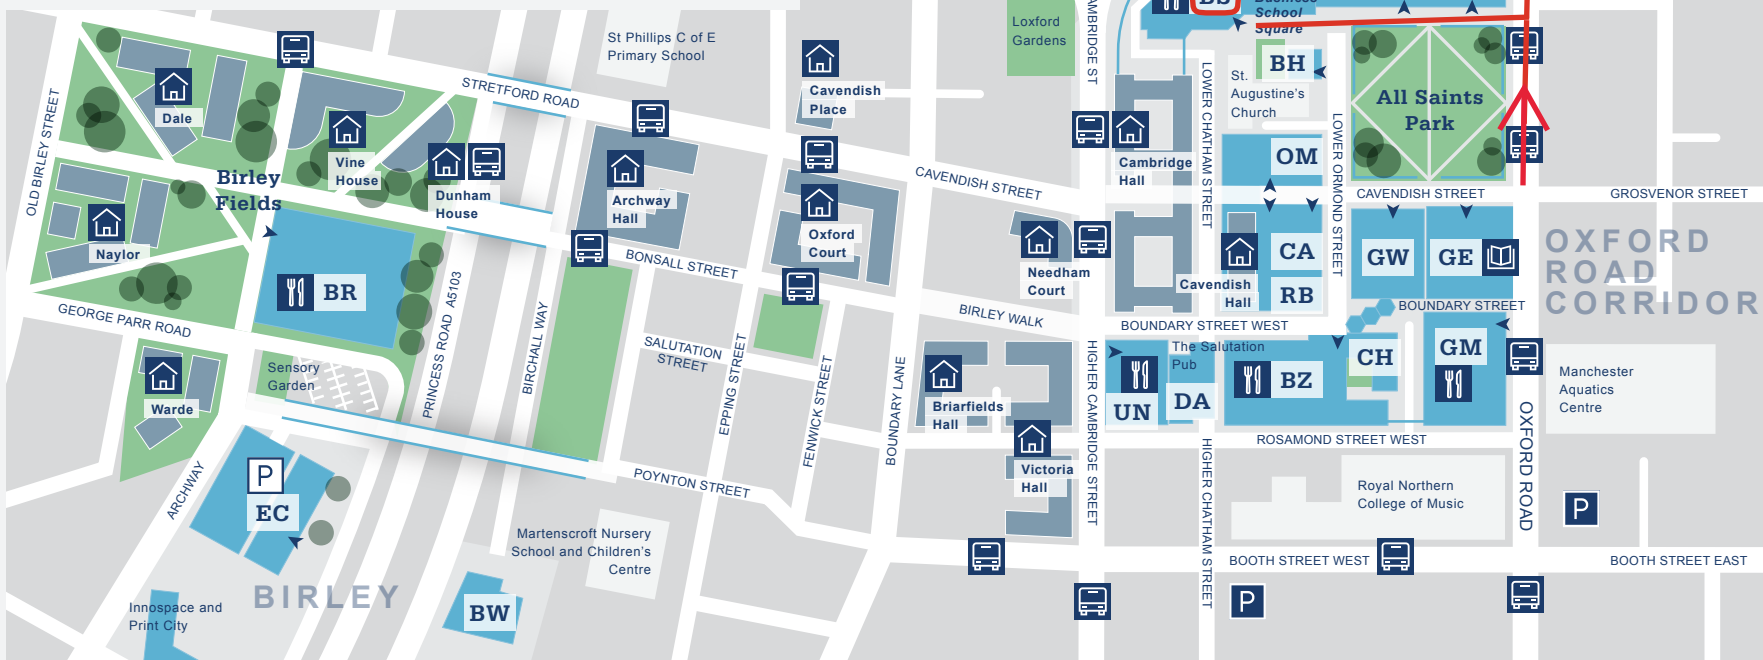 St Phillips C of E
Primary School
Loxford
Gardens
AMBRIDGE ST
BS
School
Square
BH
St.
Augustine's
Church
All Saints
Park
STRETFORD ROAD
Cavendish
Place
Dale
OLD BIRLEY STREET
Vine
House
Birley
Fields
Dunham
House
Archway
Hall
Oxford
Court
Naylor
BR
BONSALL STREET
CAVENDISH STREET
Cambridge
Hall
LOWER CHATHAM STREET
OM
LOWER ORMOND STREET
CAVENDISH STREET
GROSVENOR STREET
Needham
Court
CA
Cavendish
Hall
RB
GW
GE
OXFORD
ROAD
CORRIDOR
GEORGE PARR ROAD
PRINCESS ROAD A5103
BIRCHALL WAY
SALUTATION
STREET
EPPING STREET
FENWICK STREET
BIRLEY WALK
BOUNDARY STREET WEST
BOUNDARY STREET
Sensory
Garden
Warde
BOUNDARY LANE
Briarfields
Hall
HIGHER CAMBRIDGE STREET
The Salutation
Pub
UN
DA
BZ
CH
GM
Manchester
Aquatics
Centre
OXFORD ROAD
ROSAMOND STREET WEST
Victoria
Hall
HIGHER CHATHAM STREET
Royal Northern
College of Music
P
ARCHWAY
P
EC
POYNTON STREET
Martenscroft Nursery
School and Children's
Centre
BOOTH STREET WEST
BOOTH STREET EAST
BIRLEY
Innospace and
Print City
BW
P